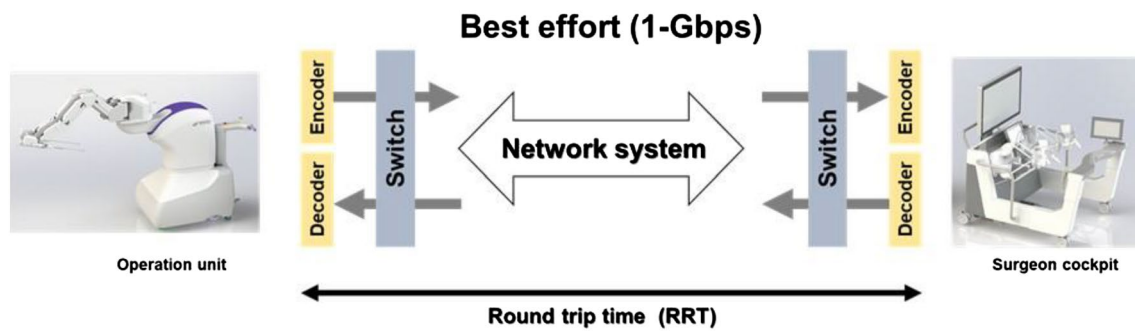 Best effort (1-Gbps)
Encoder
Decoder
Switch
Network system
Switch
Encoder
Decoder
Operation unit
Surgeon cockpit
Round trip time (RRT)